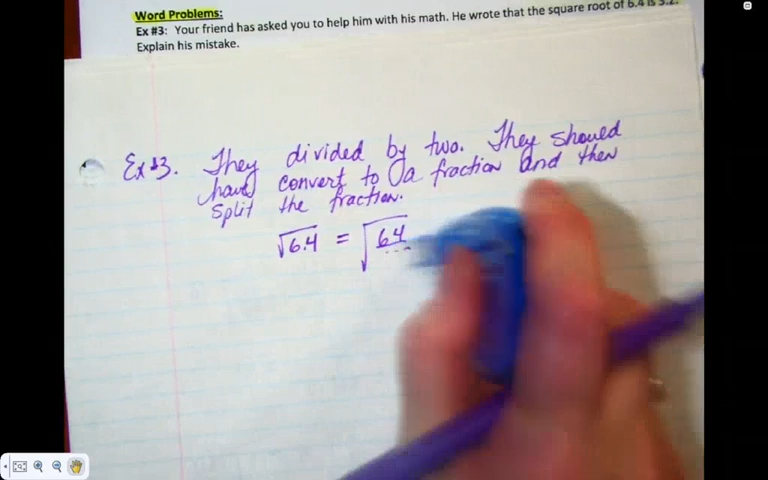 Word Problems:
Ex #3: Your friend has asked you to help him with his math. He wrote that the square root of 6.4 is 3.2.
Explain his mistake.
Ex #3. They divided by two. They should
have convert to a fraction and then
split the fraction.
√6.4 = √64